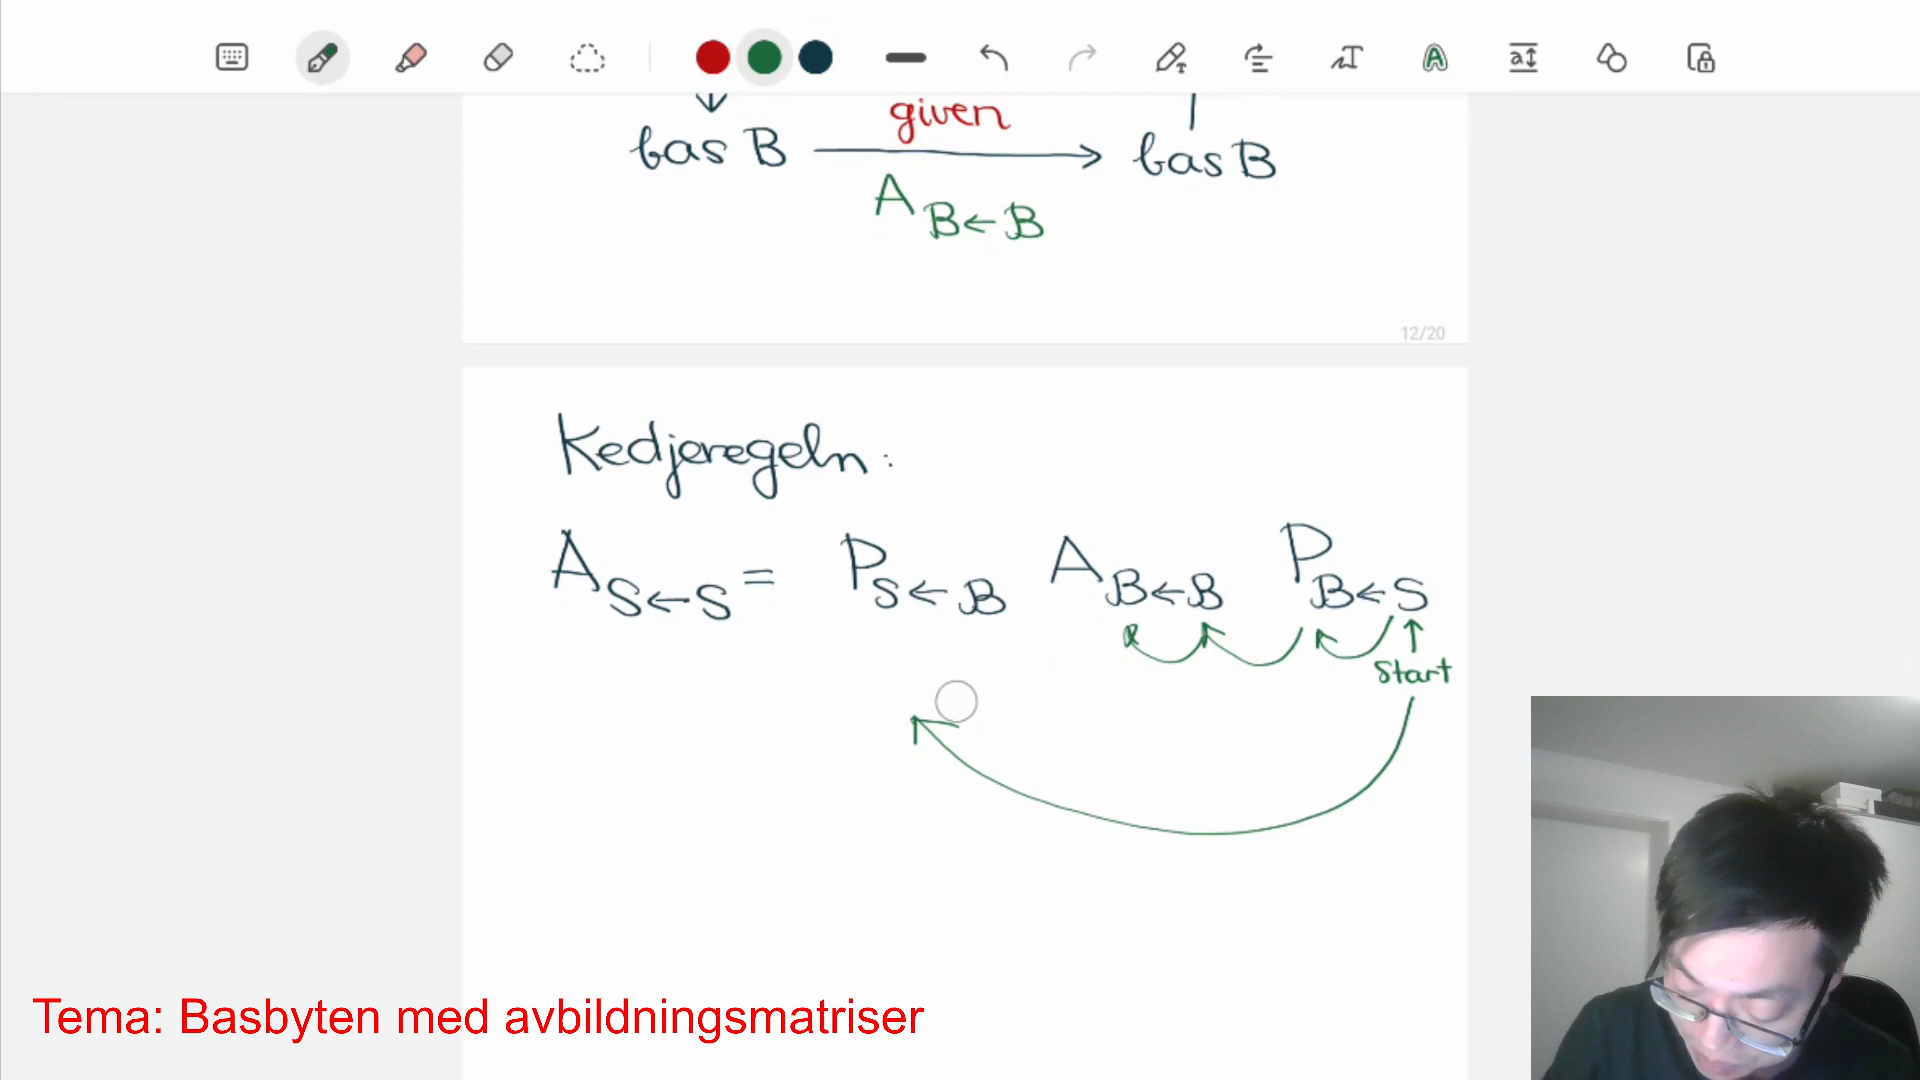 given
bas B → bas B
A B←B
12/20
Kedjeregeln:
A S←S = P S←B A B←B P B←S
Start
Tema: Basbyten med avbildningsmatriser